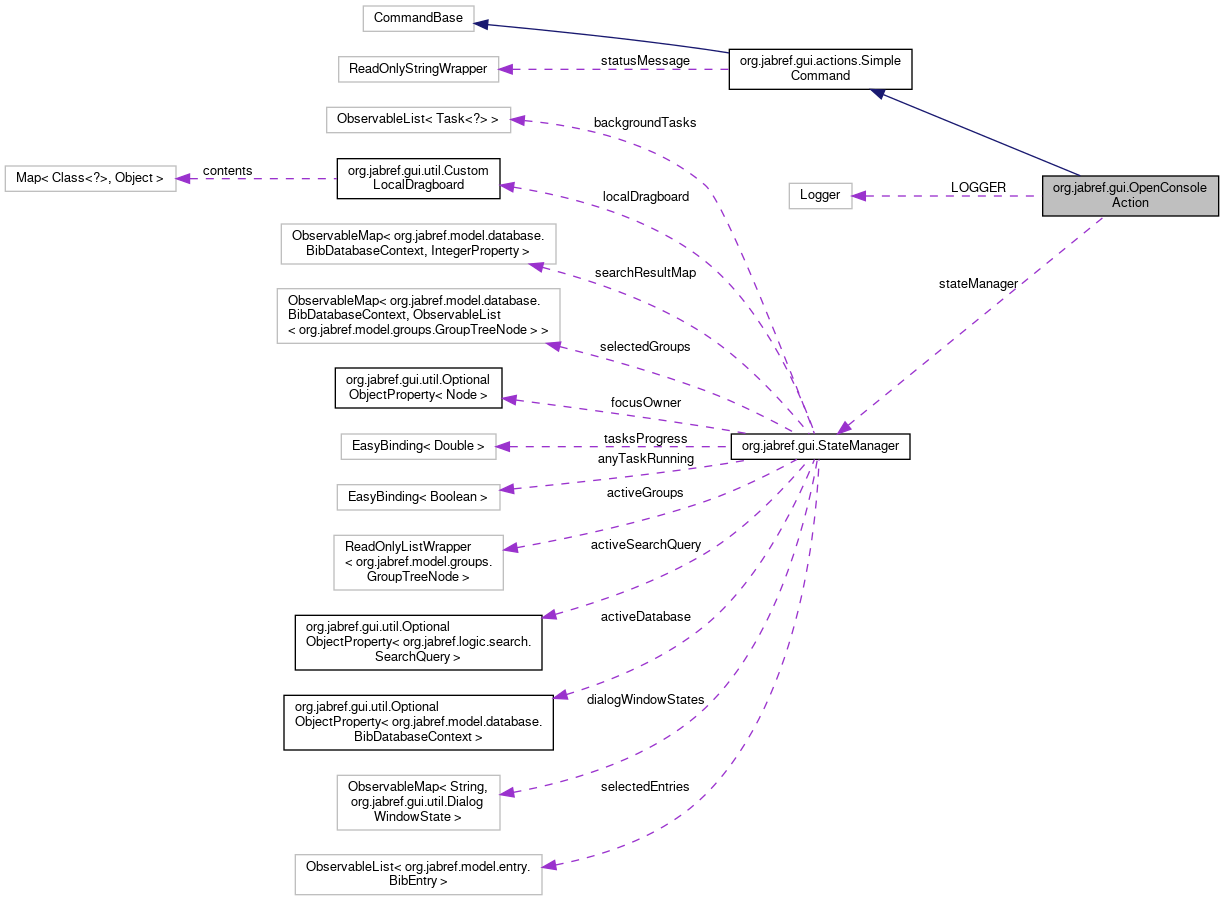 CommandBase
org.jabref.gui.actions.Simple
Command
statusMessage
ReadOnlyStringWrapper
ObservableList< Task<?> >
backgroundTasks
Map< Class<?>, Object >
contents
org.jabref.gui.util.Custom
LocalDragboard
localDragboard
Logger
LOGGER
org.jabref.gui.OpenConsole
Action
ObservableMap< org.jabref.model.database.
BibDatabaseContext, IntegerProperty >
searchResultMap
stateManager
ObservableMap< org.jabref.model.database.
BibDatabaseContext, ObservableList
< org.jabref.model.groups.GroupTreeNode > >
selectedGroups
org.jabref.gui.util.Optional
ObjectProperty< Node >
focusOwner
EasyBinding< Double >
tasksProgress
org.jabref.gui.StateManager
anyTaskRunning
EasyBinding< Boolean >
activeGroups
ReadOnlyListWrapper
< org.jabref.model.groups.
GroupTreeNode >
activeSearchQuery
org.jabref.gui.util.Optional
ObjectProperty< org.jabref.logic.search.
SearchQuery >
activeDatabase
org.jabref.gui.util.Optional
ObjectProperty< org.jabref.model.database.
BibDatabaseContext >
dialogWindowStates
ObservableMap< String,
org.jabref.gui.util.Dialog
WindowState >
selectedEntries
ObservableList< org.jabref.model.entry.
BibEntry >